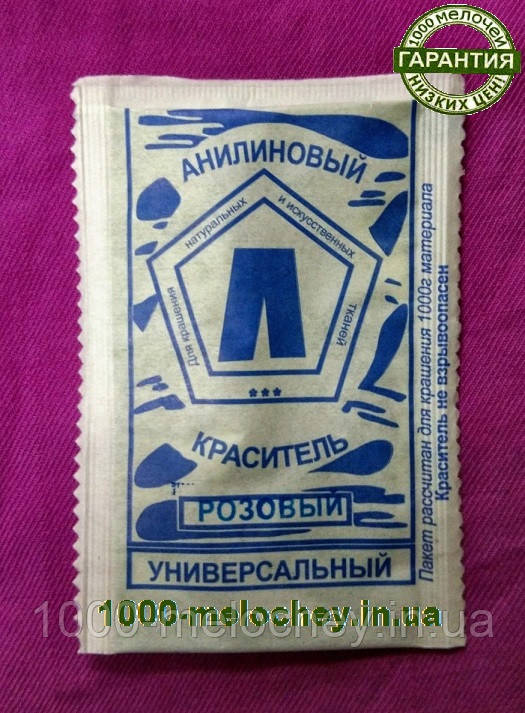 1000 мелочей
ГАРАНТИЯ
НИЗКИХ ЦЕН!
АНИЛИНОВЫЙ
Для крашения натуральных и искусственных тканей
***
КРАСИТЕЛЬ
РОЗОВЫЙ
УНИВЕРСАЛЬНЫЙ
Пакет рассчитан для крашения 1000г материала
Краситель не взрывоопасен
1000-melochey.in.ua
1000-melochey.in.ua